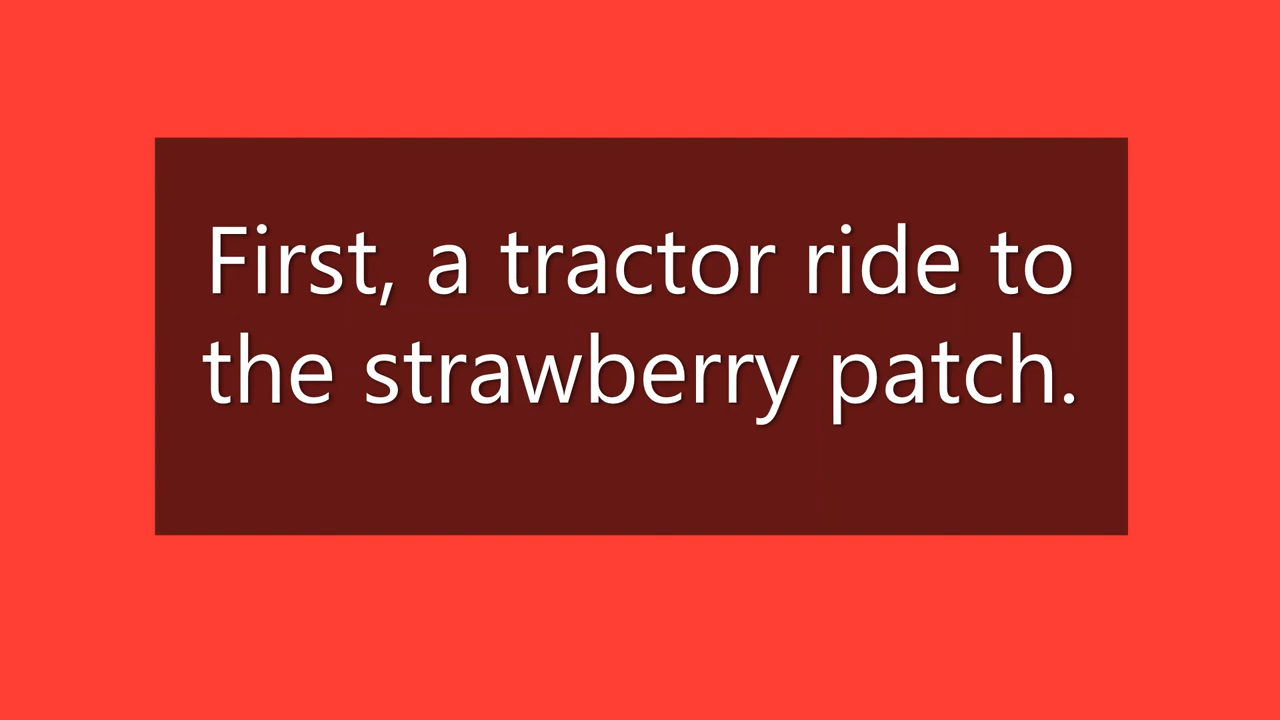 First, a tractor ride to
the strawberry patch.